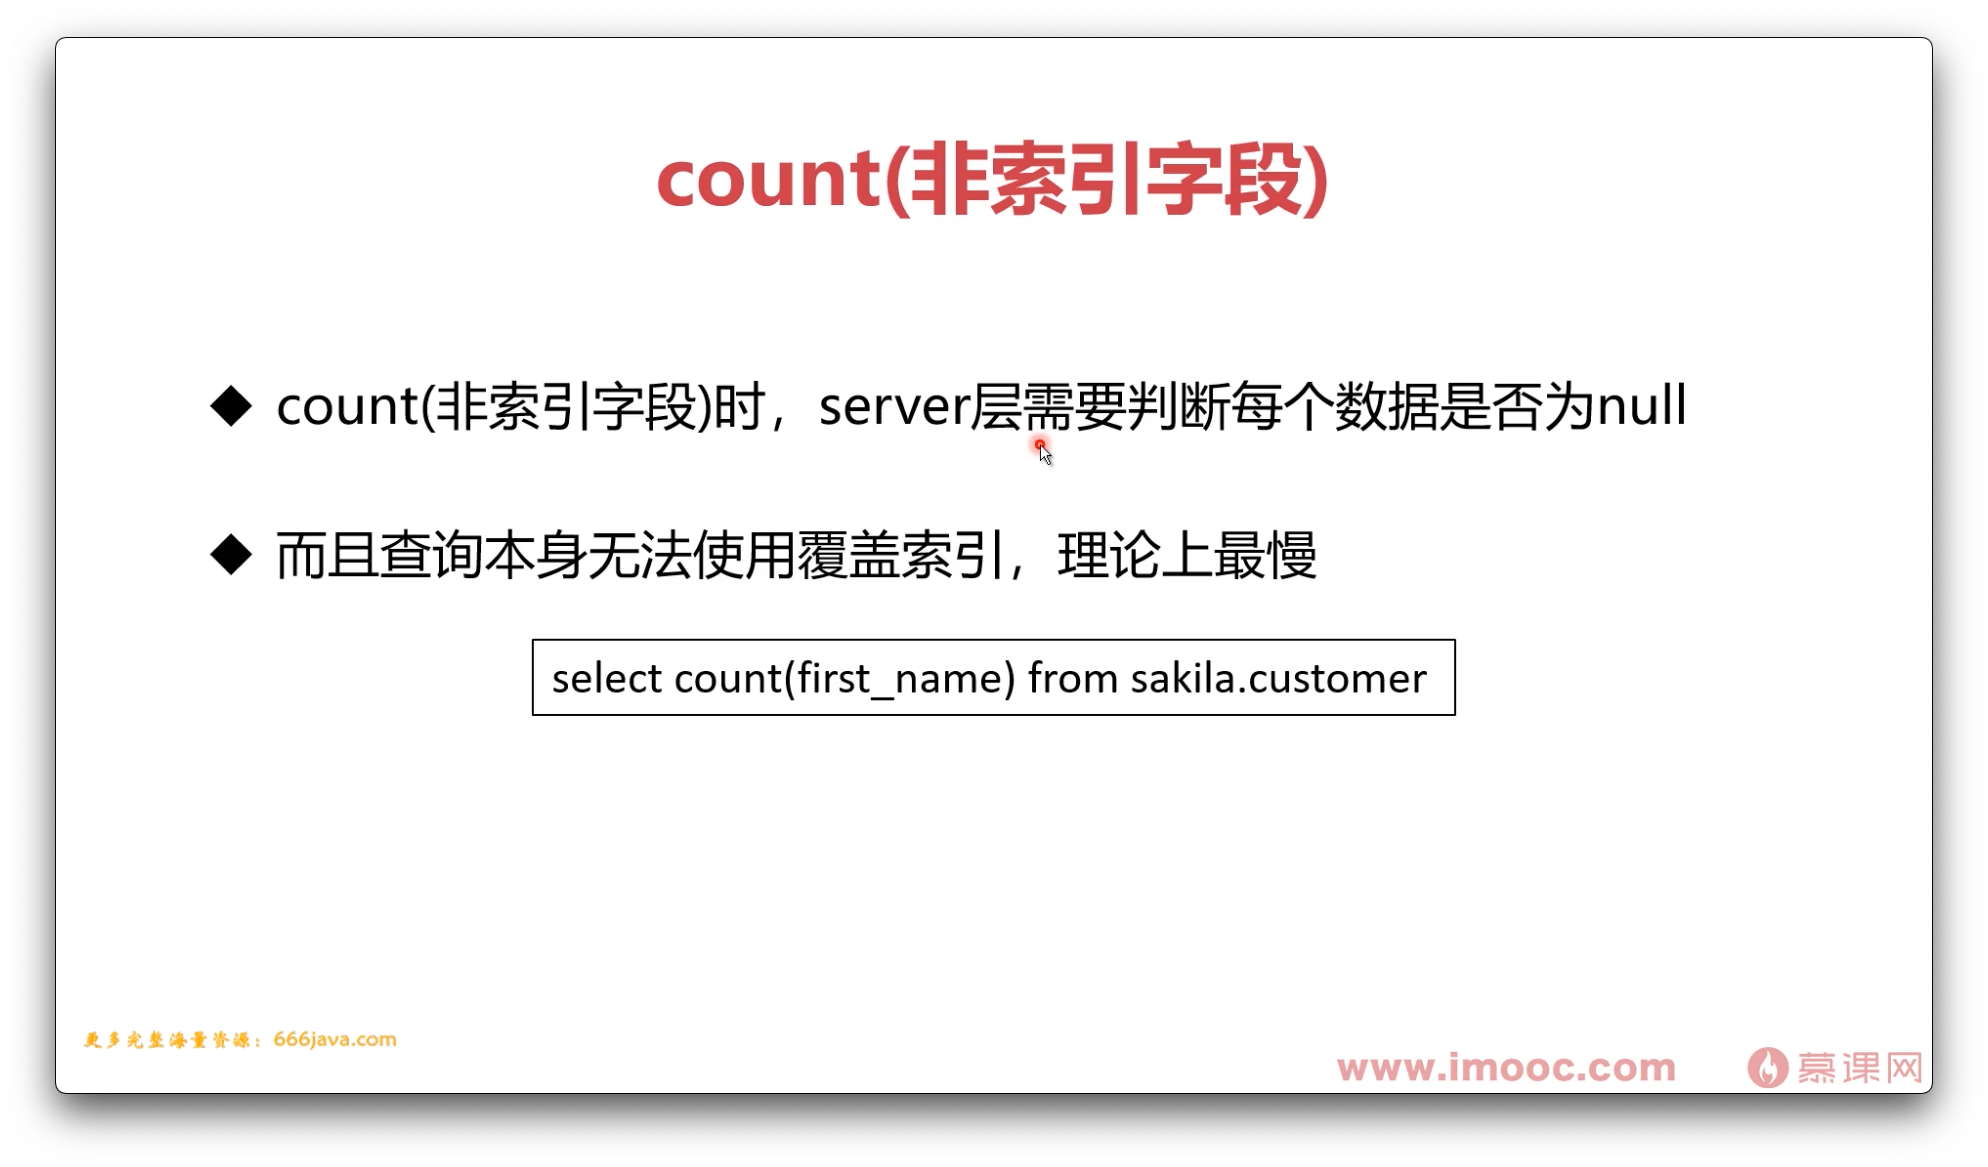 count(非索引字段)
◆ count(非索引字段)时，server层需要判断每个数据是否为null
◆ 而且查询本身无法使用覆盖索引，理论上最慢
select count(first_name) from sakila.customer
更多完整海量资源：666java.com
www.imooc.com 慕课网